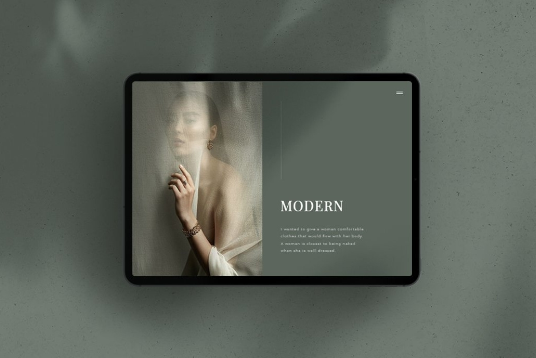 MODERN
I wanted to give a woman comfortable
clothes that would flow with her body.
A woman is closest to being naked
when she is well dressed.